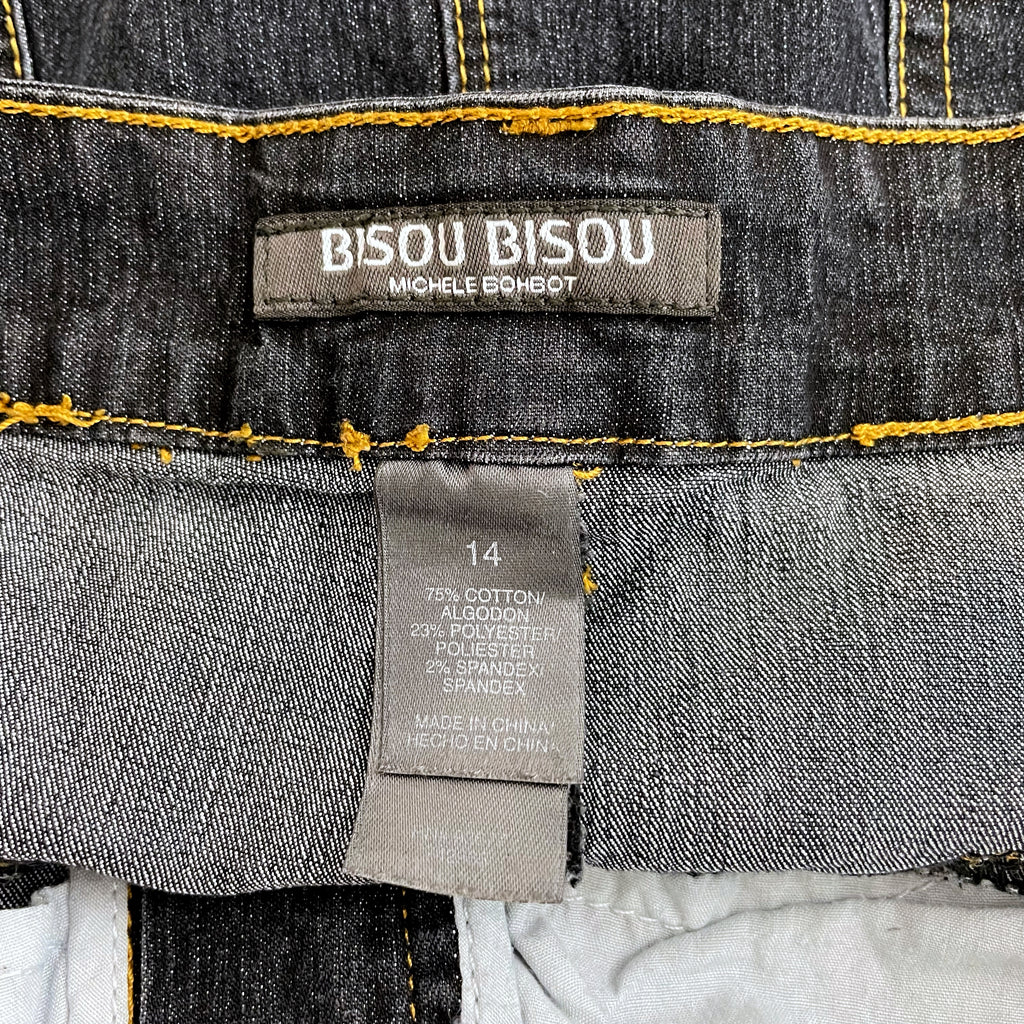 BISOU BISOU
MICHELE BOHBOT
14
75% COTTON/
ALGODON
23% POLYESTER/
POLIESTER
2% SPANDEX/
SPANDEX
MADE IN CHINA/
HECHO EN CHINA